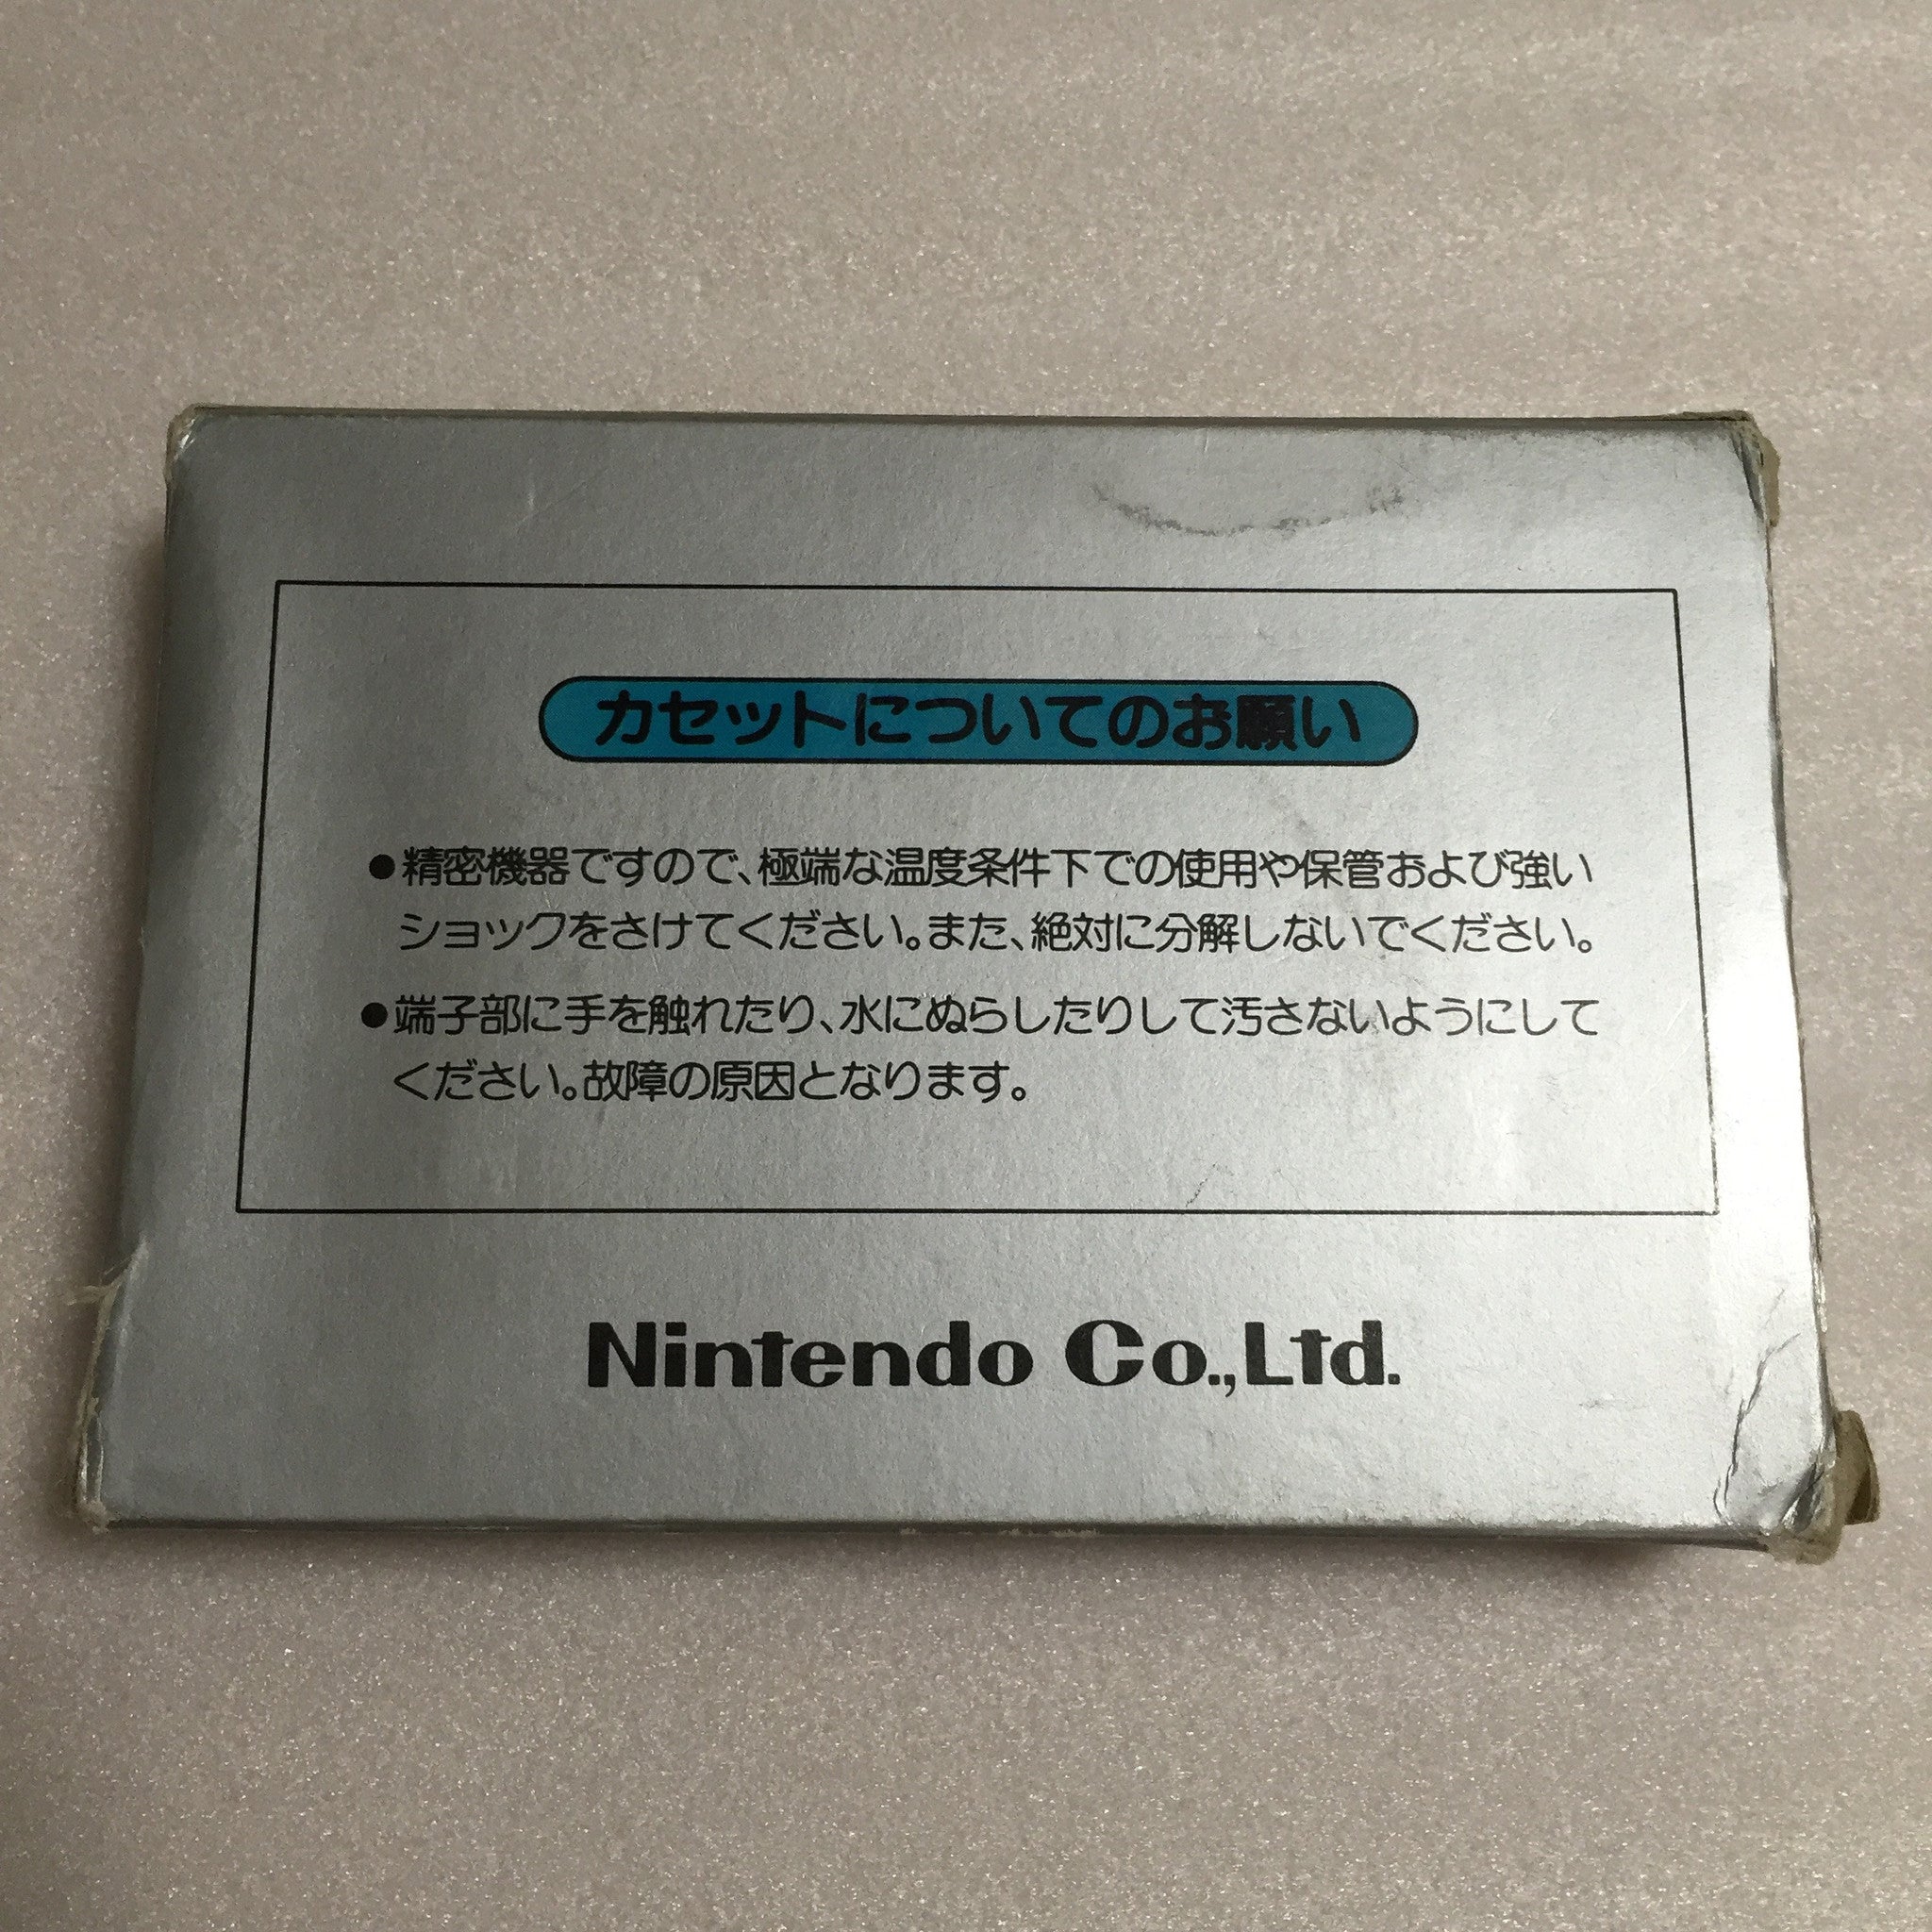 カセットについてのお願い
●精密機器ですので、極端な温度条件下での使用や保管および強い
ショックをさけてください。また、絶対に分解しないでください。
●端子部に手を触れたり、水にぬらしたりして汚さないようにして
ください。故障の原因となります。
Nintendo Co.,Ltd.